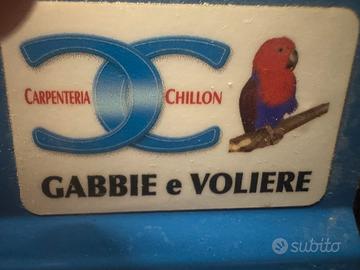 CARPENTERIA CHILLON
GABBIE e VOLIERE
subito